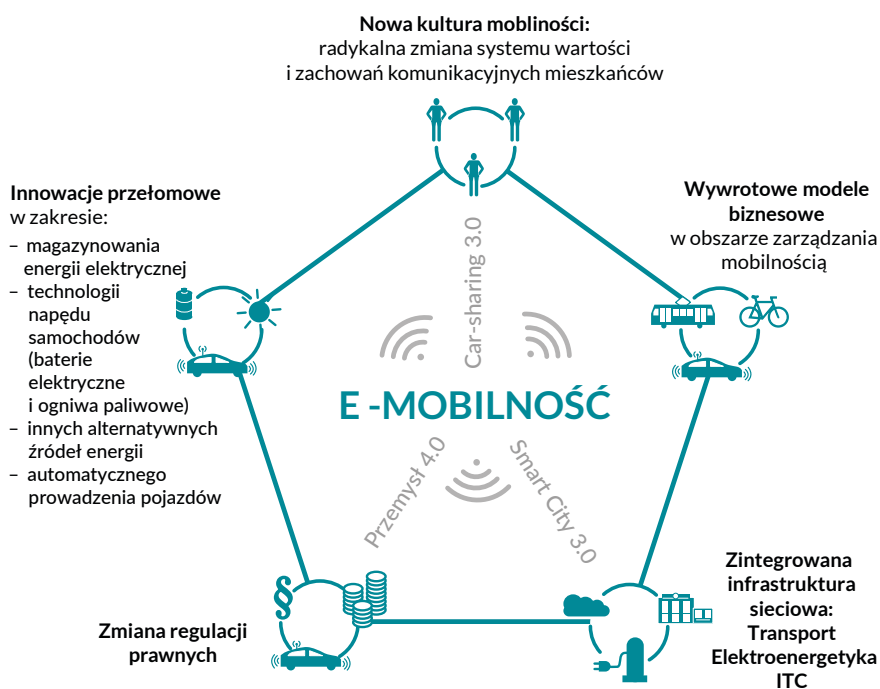 Nowa kultura mobliności:
radykalna zmiana systemu wartości
i zachowań komunikacyjnych mieszkańców
Innowacje przełomowe
w zakresie:
– magazynowania
energii elektrycznej
– technologii
napędu
samochodów
(baterie
elektryczne
i ogniwa paliwowe)
– innych alternatywnych
źródeł energii
– automatycznego
prowadzenia pojazdów
Wywrotowe modele
biznesowe
w obszarze zarządzania
mobilnością
Car-sharing 3.0
E -MOBILNOŚĆ
Przemysł 4.0
Smart City 3.0
§
Zmiana regulacji
prawnych
Zintegrowana
infrastruktura
sieciowa:
Transport
Elektroenergetyka
ITC